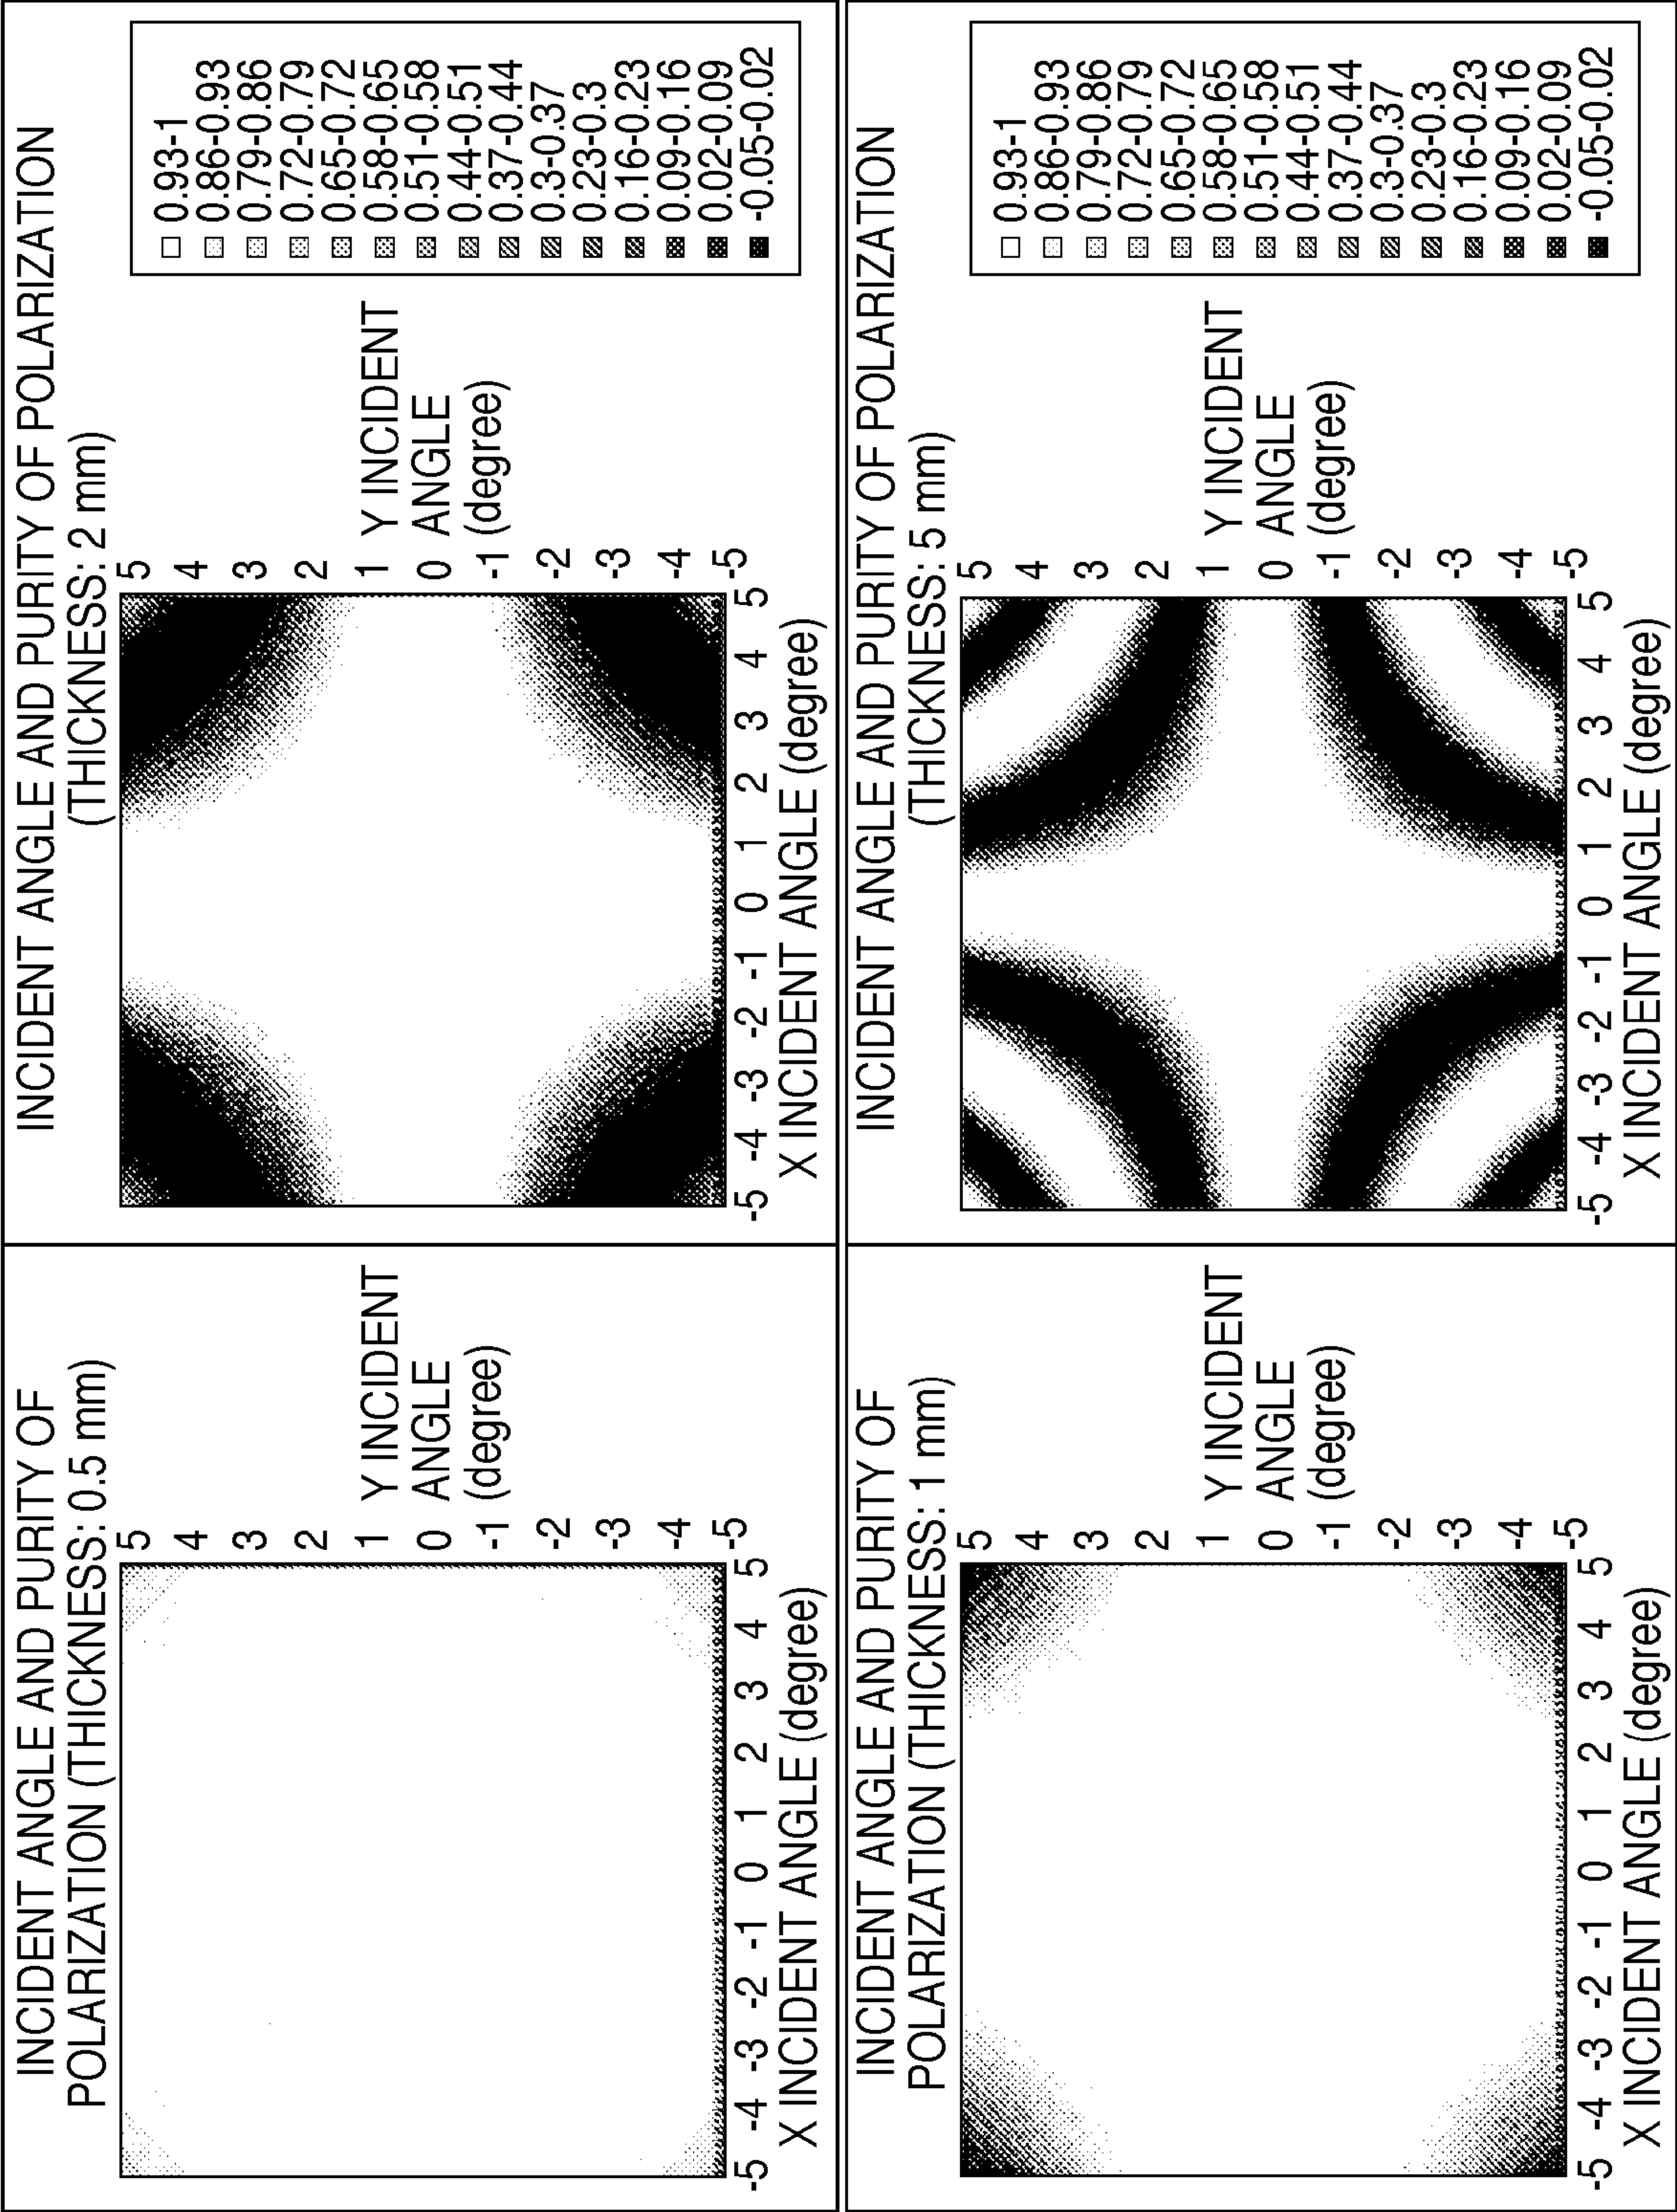 INCIDENT ANGLE AND PURITY OF
POLARIZATION (THICKNESS: 0.5 mm)
5
4
3
2
1
0
-1
-2
-3
-4
-5
Y INCIDENT
ANGLE
(degree)
-5 -4 -3 -2 -1 0 1 2 3 4 5
X INCIDENT ANGLE (degree)
INCIDENT ANGLE AND PURITY OF POLARIZATION
(THICKNESS: 2 mm)
5
4
3
2
1
0
-1
-2
-3
-4
-5
Y INCIDENT
ANGLE
(degree)
-5 -4 -3 -2 -1 0 1 2 3 4 5
X INCIDENT ANGLE (degree)
0.93-1
0.86-0.93
0.79-0.86
0.72-0.79
0.65-0.72
0.58-0.65
0.51-0.58
0.44-0.51
0.37-0.44
0.3-0.37
0.23-0.3
0.16-0.23
0.09-0.16
0.02-0.09
-0.05-0.02
INCIDENT ANGLE AND PURITY OF
POLARIZATION (THICKNESS: 1 mm)
5
4
3
2
1
0
-1
-2
-3
-4
-5
Y INCIDENT
ANGLE
(degree)
-5 -4 -3 -2 -1 0 1 2 3 4 5
X INCIDENT ANGLE (degree)
INCIDENT ANGLE AND PURITY OF POLARIZATION
(THICKNESS: 5 mm)
5
4
3
2
1
0
-1
-2
-3
-4
-5
Y INCIDENT
ANGLE
(degree)
-5 -4 -3 -2 -1 0 1 2 3 4 5
X INCIDENT ANGLE (degree)
0.93-1
0.86-0.93
0.79-0.86
0.72-0.79
0.65-0.72
0.58-0.65
0.51-0.58
0.44-0.51
0.37-0.44
0.3-0.37
0.23-0.3
0.16-0.23
0.09-0.16
0.02-0.09
-0.05-0.02